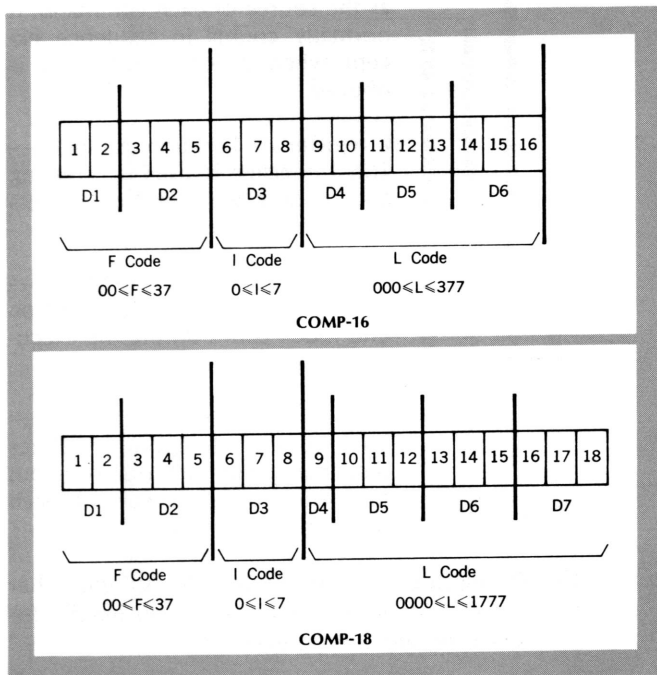 1 2 3 4 5 6 7 8 9 10 11 12 13 14 15 16
D1 D2 D3 D4 D5 D6
F Code I Code L Code
00≤F≤37 0≤I≤7 000≤L≤377
COMP-16
1 2 3 4 5 6 7 8 9 10 11 12 13 14 15 16 17 18
D1 D2 D3 D4 D5 D6 D7
F Code I Code L Code
00≤F≤37 0≤I≤7 0000≤L≤1777
COMP-18